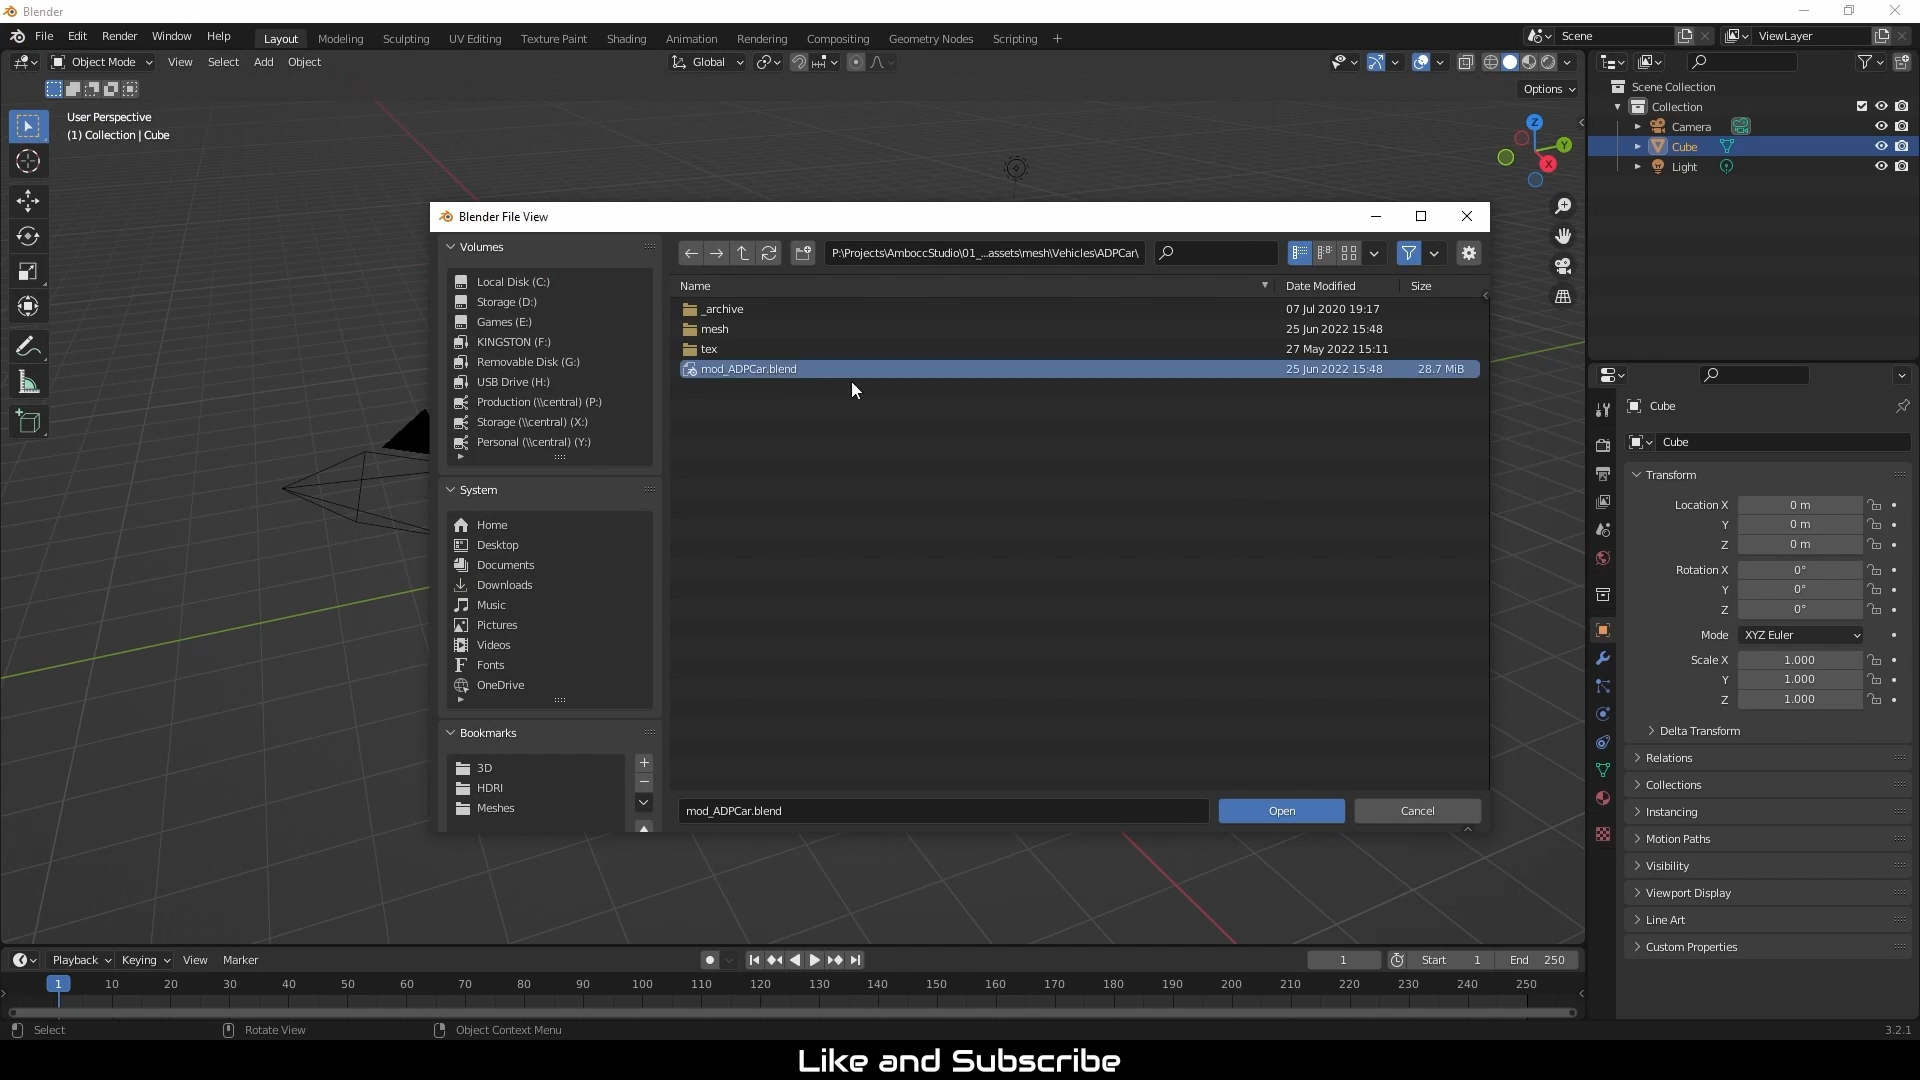 Blender
File Edit Render Window Help Layout Modeling Sculpting UV Editing Texture Paint Shading Animation Rendering Compositing Geometry Nodes Scripting + Scene ViewLayer
Object Mode View Select Add Object Global
Options
User Perspective
(1) Collection | Cube
Z
Y
X
Scene Collection
Collection
Camera
Cube
Light
Blender File View
Volumes
Local Disk (C:)
Storage (D:)
Games (E:)
KINGSTON (F:)
Removable Disk (G:)
USB Drive (H:)
Production (\\central) (P:)
Storage (\\central) (X:)
Personal (\\central) (Y:)
System
Home
Desktop
Documents
Downloads
Music
Pictures
Videos
Fonts
OneDrive
Bookmarks
3D
HDRI
Meshes
P:\Projects\AmboccStudio\01_...assets\mesh\Vehicles\ADPCar\
Name Date Modified Size
_archive 07 Jul 2020 19:17
mesh 25 Jun 2022 15:48
tex 27 May 2022 15:11
mod_ADPCar.blend 25 Jun 2022 15:48 28.7 MiB
mod_ADPCar.blend Open Cancel
Cube
Cube
Transform
Location X 0 m
Y 0 m
Z 0 m
Rotation X 0°
Y 0°
Z 0°
Mode XYZ Euler
Scale X 1.000
Y 1.000
Z 1.000
Delta Transform
Relations
Collections
Instancing
Motion Paths
Visibility
Viewport Display
Line Art
Custom Properties
Playback Keying View Marker 1 Start 1 End 250
1 10 20 30 40 50 60 70 80 90 100 110 120 130 140 150 160 170 180 190 200 210 220 230 240 250
Select Rotate View Object Context Menu 3.2.1
Like and Subscribe